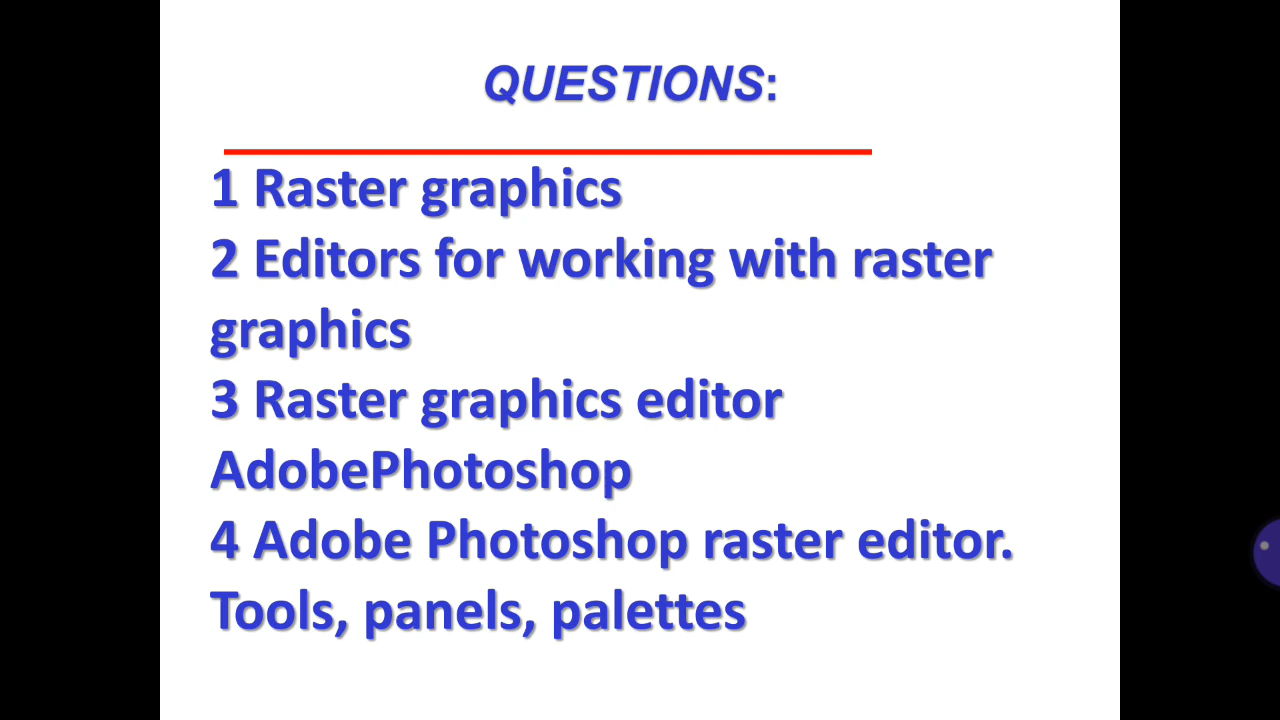 QUESTIONS:
1 Raster graphics
2 Editors for working with raster
graphics
3 Raster graphics editor
AdobePhotoshop
4 Adobe Photoshop raster editor.
Tools, panels, palettes